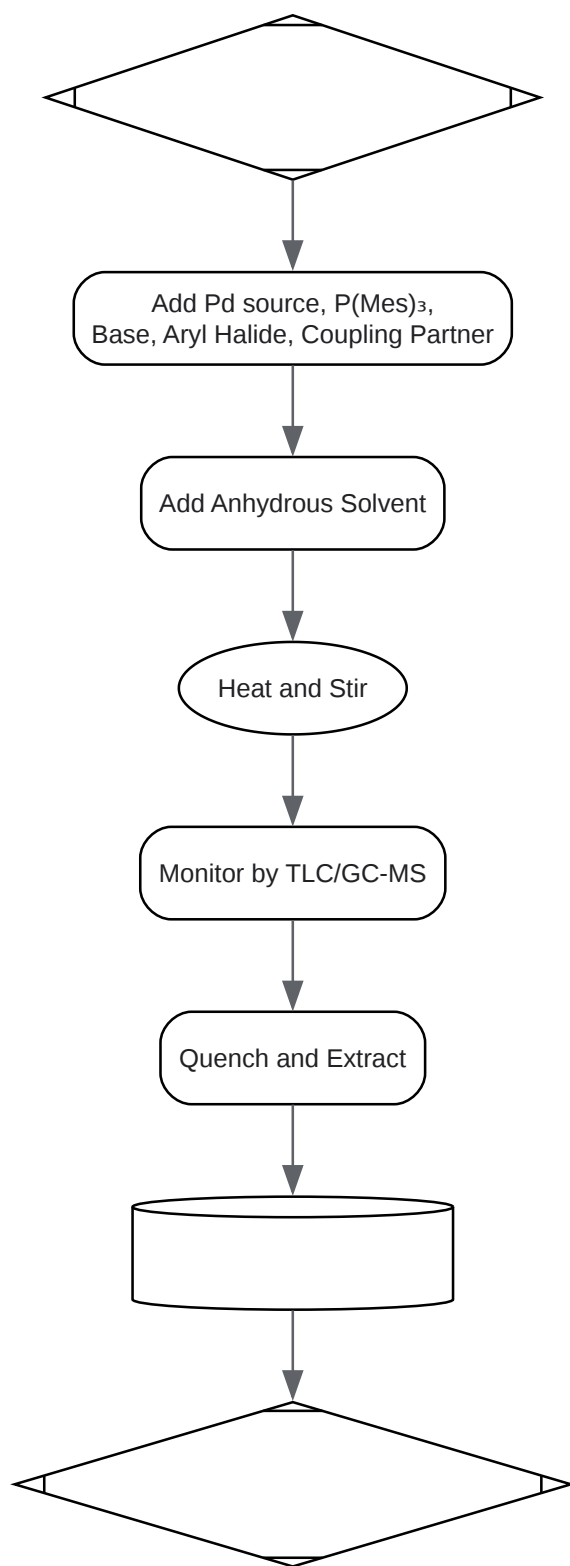 Add Pd source, P(Mes)₃,
Base, Aryl Halide, Coupling Partner
Add Anhydrous Solvent
Heat and Stir
Monitor by TLC/GC-MS
Quench and Extract